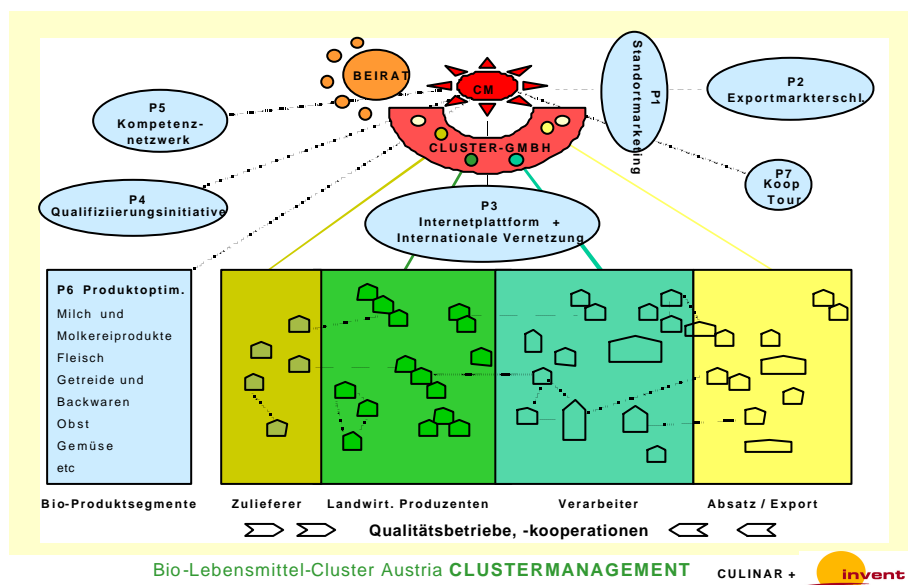 BEIRAT
CM
P1
Standortmarketing
P2
Exportmarkterschl.
P5
Kompetenz-
netzwerk
CLUSTER-GMBH
P7
Koop
Tour
P4
Qualifiziierungsinitiative
P3
Internetplattform +
Internationale Vernetzung
P6 Produktoptim.
Milch und
Molkereiprodukte
Fleisch
Getreide und
Backwaren
Obst
Gemüse
etc
Bio-Produktsegmente
Zulieferer
Landwirt. Produzenten
Verarbeiter
Absatz / Export
Qualitätsbetriebe, -kooperationen
Bio-Lebensmittel-Cluster Austria CLUSTERMANAGEMENT
CULINAR +
invent